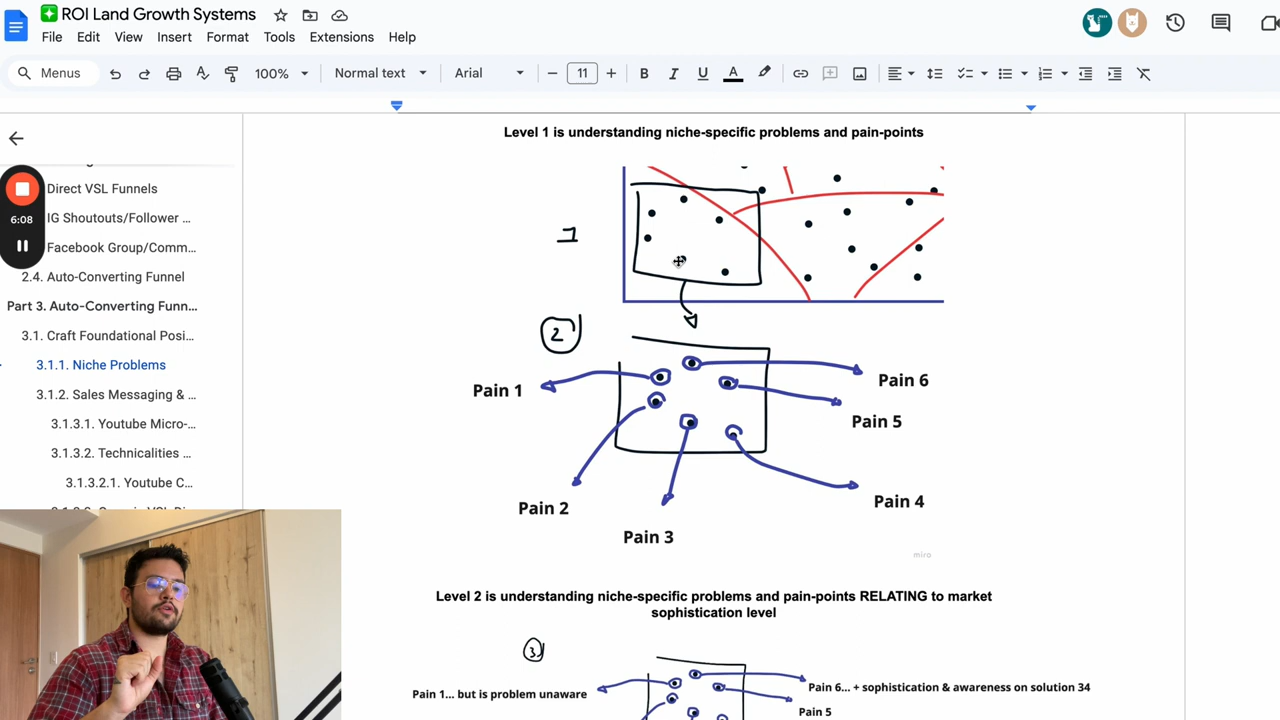 ROI Land Growth Systems
File Edit View Insert Format Tools Extensions Help
Menus 100% Normal text Arial 11 B I U A
Direct VSL Funnels
IG Shoutouts/Follower ...
Facebook Group/Comm...
2.4. Auto-Converting Funnel
Part 3. Auto-Converting Funn...
3.1. Craft Foundational Posi...
3.1.1. Niche Problems
3.1.2. Sales Messaging & ...
3.1.3.1. Youtube Micro-...
3.1.3.2. Technicalities ...
3.1.3.2.1. Youtube C...
6:08
Level 1 is understanding niche-specific problems and pain-points
1
2
Pain 1
Pain 6
Pain 5
Pain 2
Pain 4
Pain 3
miro
Level 2 is understanding niche-specific problems and pain-points RELATING to market
sophistication level
3
Pain 1... but is problem unaware
Pain 6... + sophistication & awareness on solution 34
Pain 5